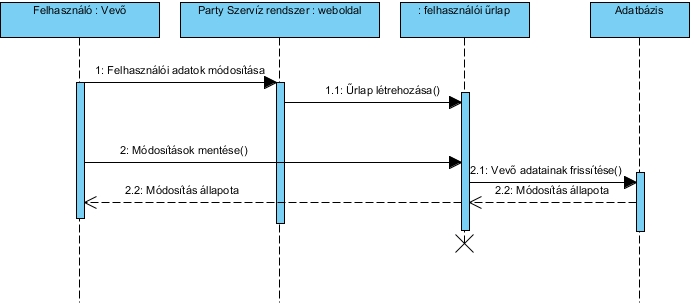 Felhasználó : Vevő
Party Szervíz rendszer : weboldal
: felhasználói űrlap
Adatbázis
1: Felhasználói adatok módosítása
1.1: Űrlap létrehozása()
2: Módosítások mentése()
2.1: Vevő adatainak frissítése()
2.2: Módosítás állapota
2.2: Módosítás állapota